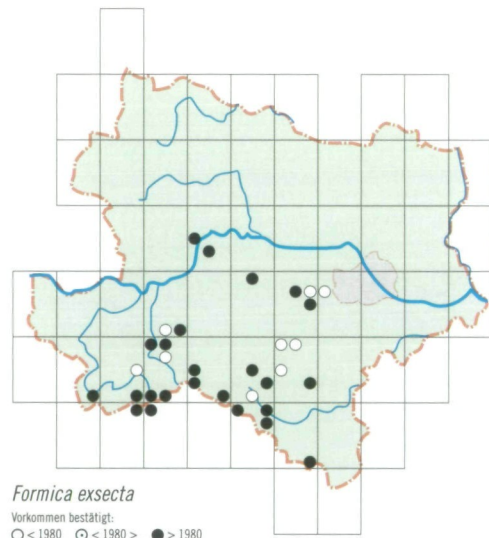 Formica exsecta
Vorkommen bestätigt:
○ < 1980 ⊙ < 1980 > ● > 1980